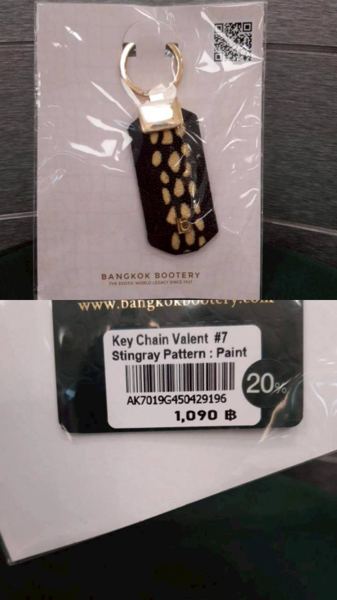 BANGKOK BOOTERY
THE EXOTIC WORLD LEGACY SINCE 1937
www.bangkokbootery.com
Key Chain Valent #7
Stingray Pattern : Paint
AK7019G450429196
20%
1,090 ฿